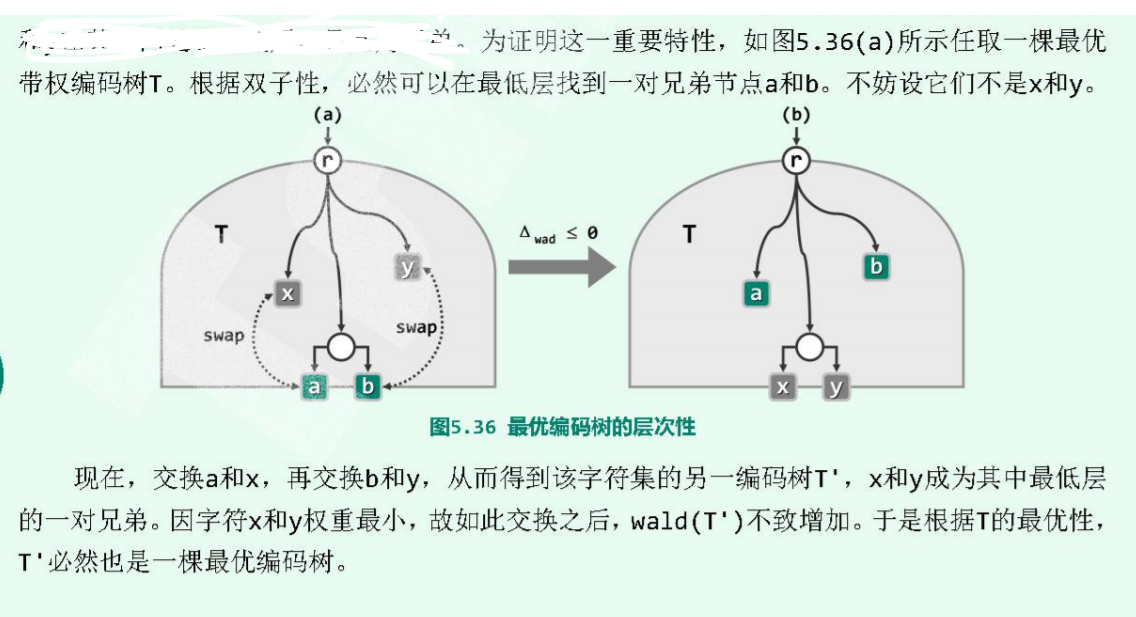 单。为证明这一重要特性，如图5.36(a)所示任取一棵最优
带权编码树T。根据双子性，必然可以在最低层找到一对兄弟节点a和b。不妨设它们不是x和y。
(a) (b)
r r
T T
Δwad ≤ 0
y b
x a
swap swap
a b x y
图5.36 最优编码树的层次性
现在，交换a和x，再交换b和y，从而得到该字符集的另一编码树T'，x和y成为其中最低层
的一对兄弟。因字符x和y权重最小，故如此交换之后，wald(T')不致增加。于是根据T的最优性，
T'必然也是一棵最优编码树。